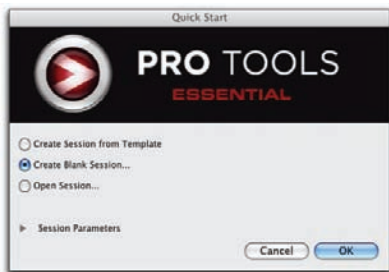 Quick Start
PRO TOOLS
ESSENTIAL
Create Session from Template
Create Blank Session...
Open Session...
Session Parameters
Cancel
OK